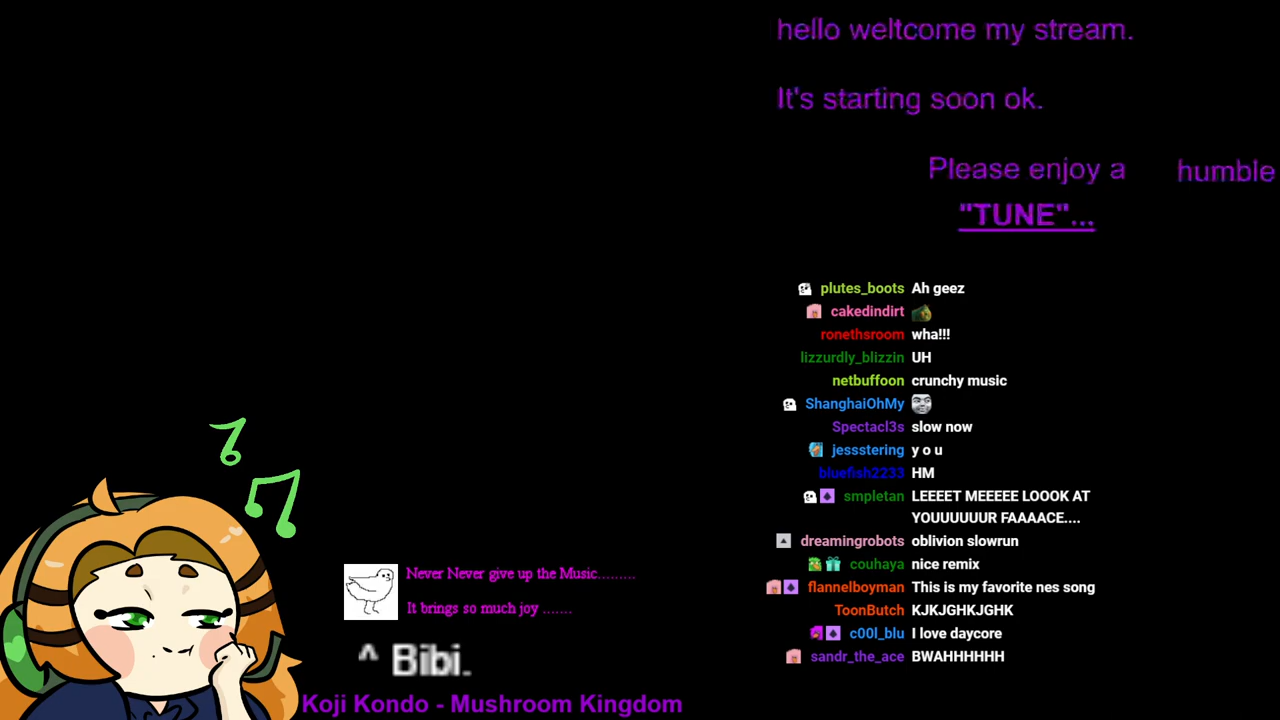 hello weltcome my stream.
It's starting soon ok.
Please enjoy a humble
"TUNE"...
plutes_boots Ah geez
cakedindirt
ronethsroom wha!!!
lizzurdly_blizzin UH
netbuffoon crunchy music
ShanghaiOhMy
Spectacl3s slow now
jessstering y o u
bluefish2233 HM
smpletan LEEEET MEEEEE LOOOK AT
YOUUUUUUR FAAAACE....
dreamingrobots oblivion slowrun
couhaya nice remix
flannelboyman This is my favorite nes song
ToonButch KJKJGHKJGHK
c00l_blu I love daycore
sandr_the_ace BWAHHHHHH
Never Never give up the Music.........
It brings so much joy .......
^ Bibi.
Koji Kondo - Mushroom Kingdom